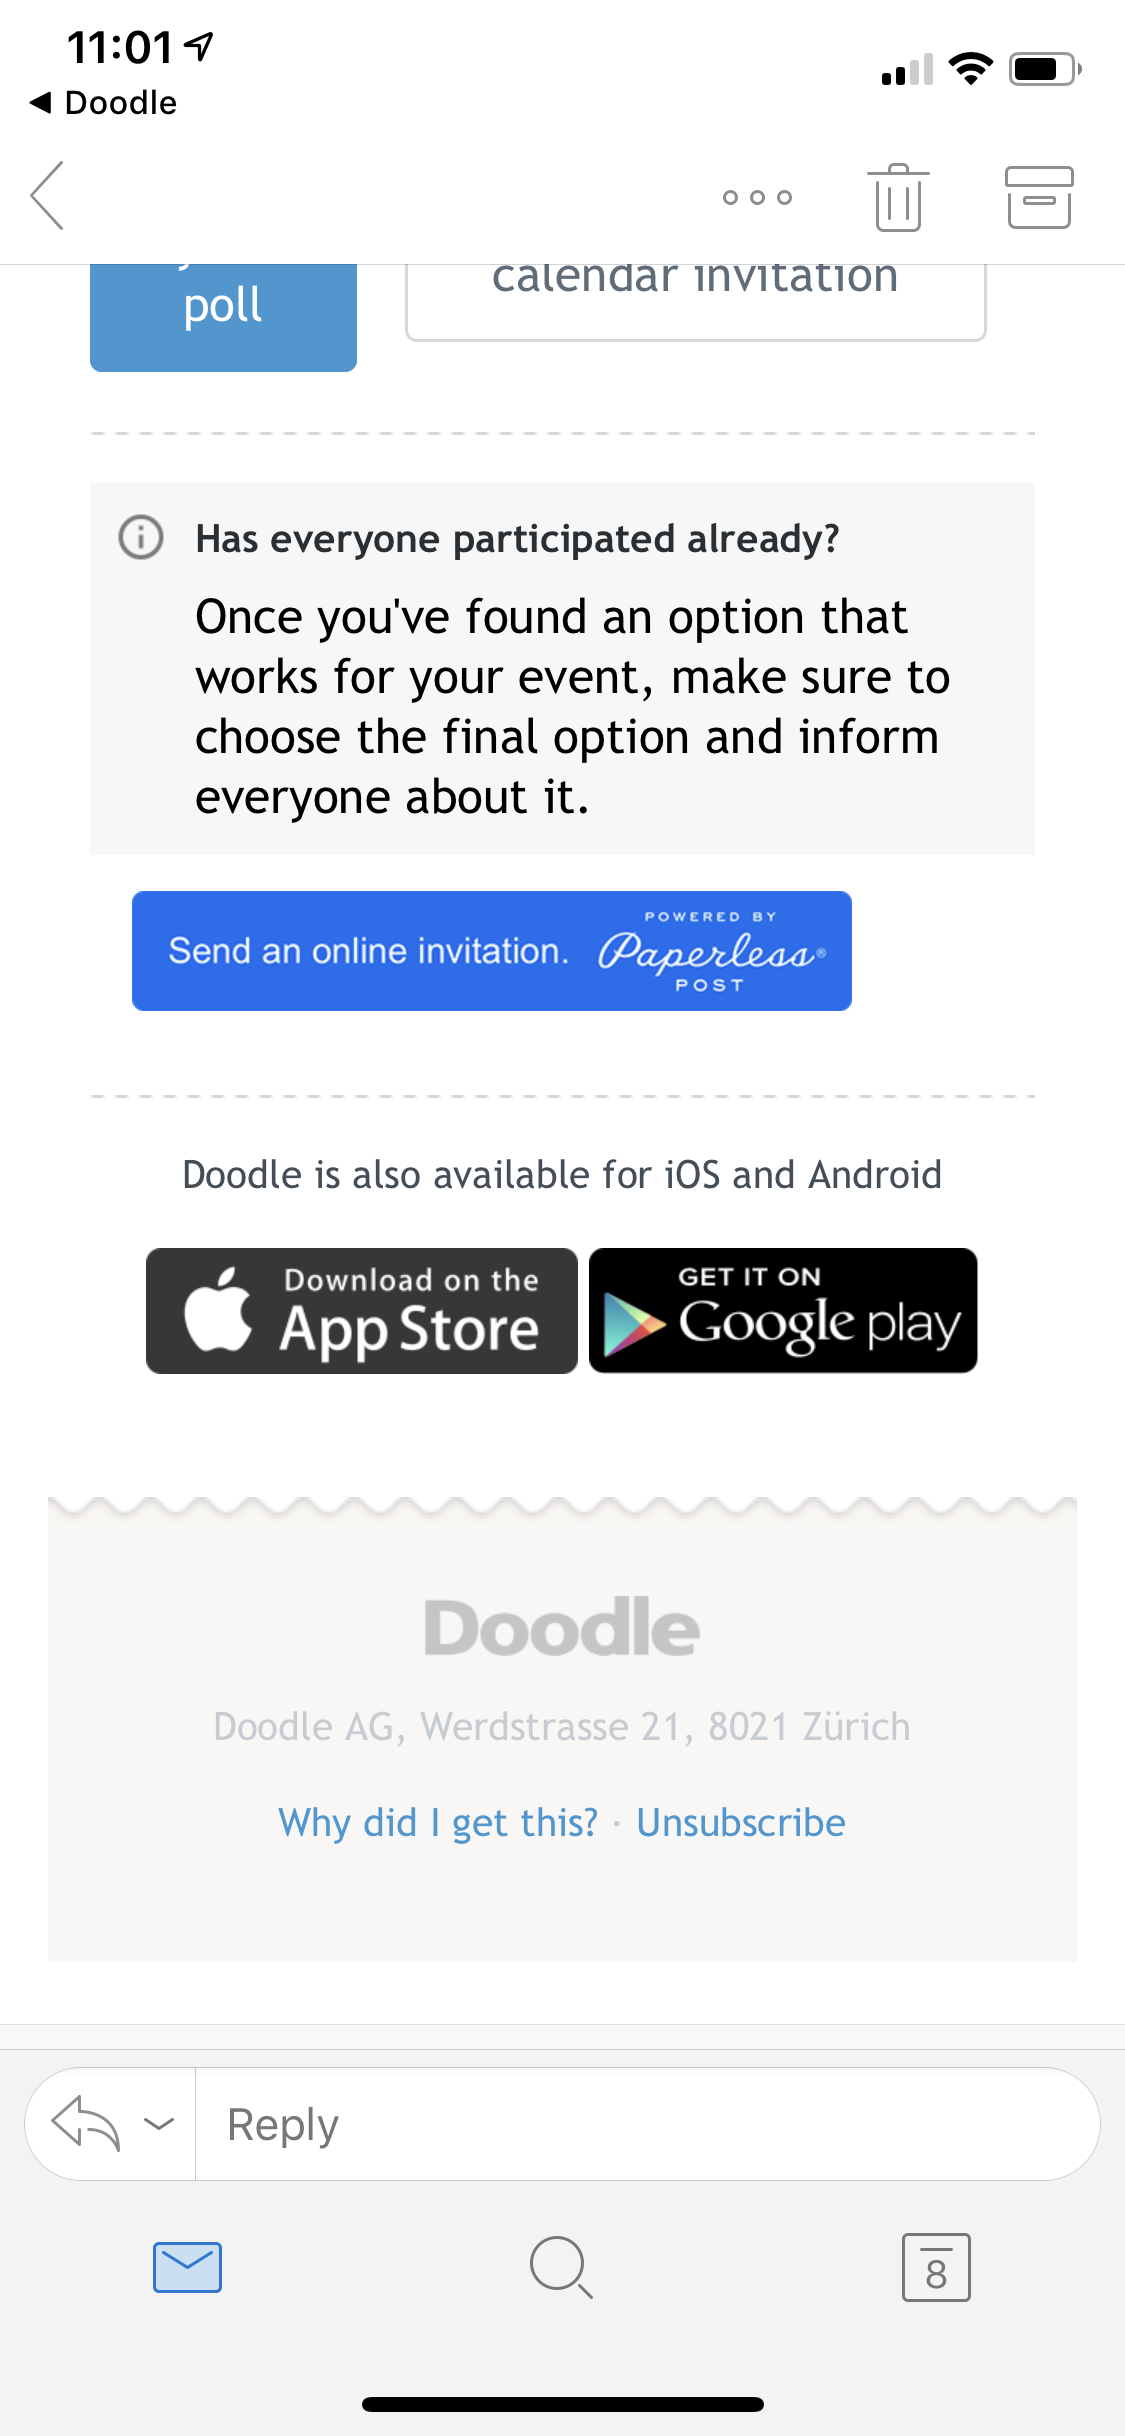 11:01
Doodle
poll
calendar invitation
Has everyone participated already?
Once you've found an option that
works for your event, make sure to
choose the final option and inform
everyone about it.
Send an online invitation.
POWERED BY
Paperless®
POST
Doodle is also available for iOS and Android
Download on the
App Store
GET IT ON
Google play
Doodle
Doodle AG, Werdstrasse 21, 8021 Zürich
Why did I get this? · Unsubscribe
Reply
8